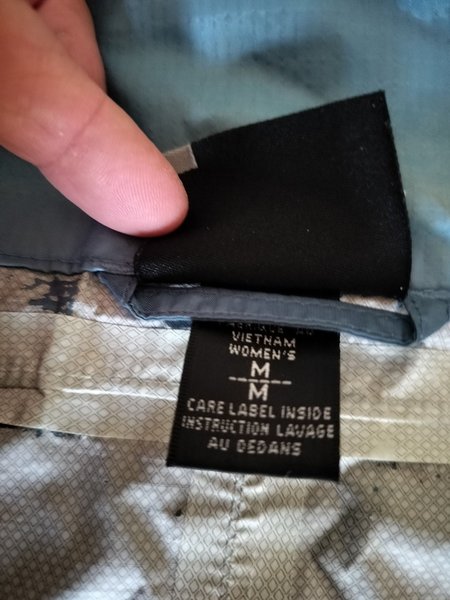 VIETNAM
WOMEN'S
M
M
CARE LABEL INSIDE
INSTRUCTION LAVAGE
AU DEDANS